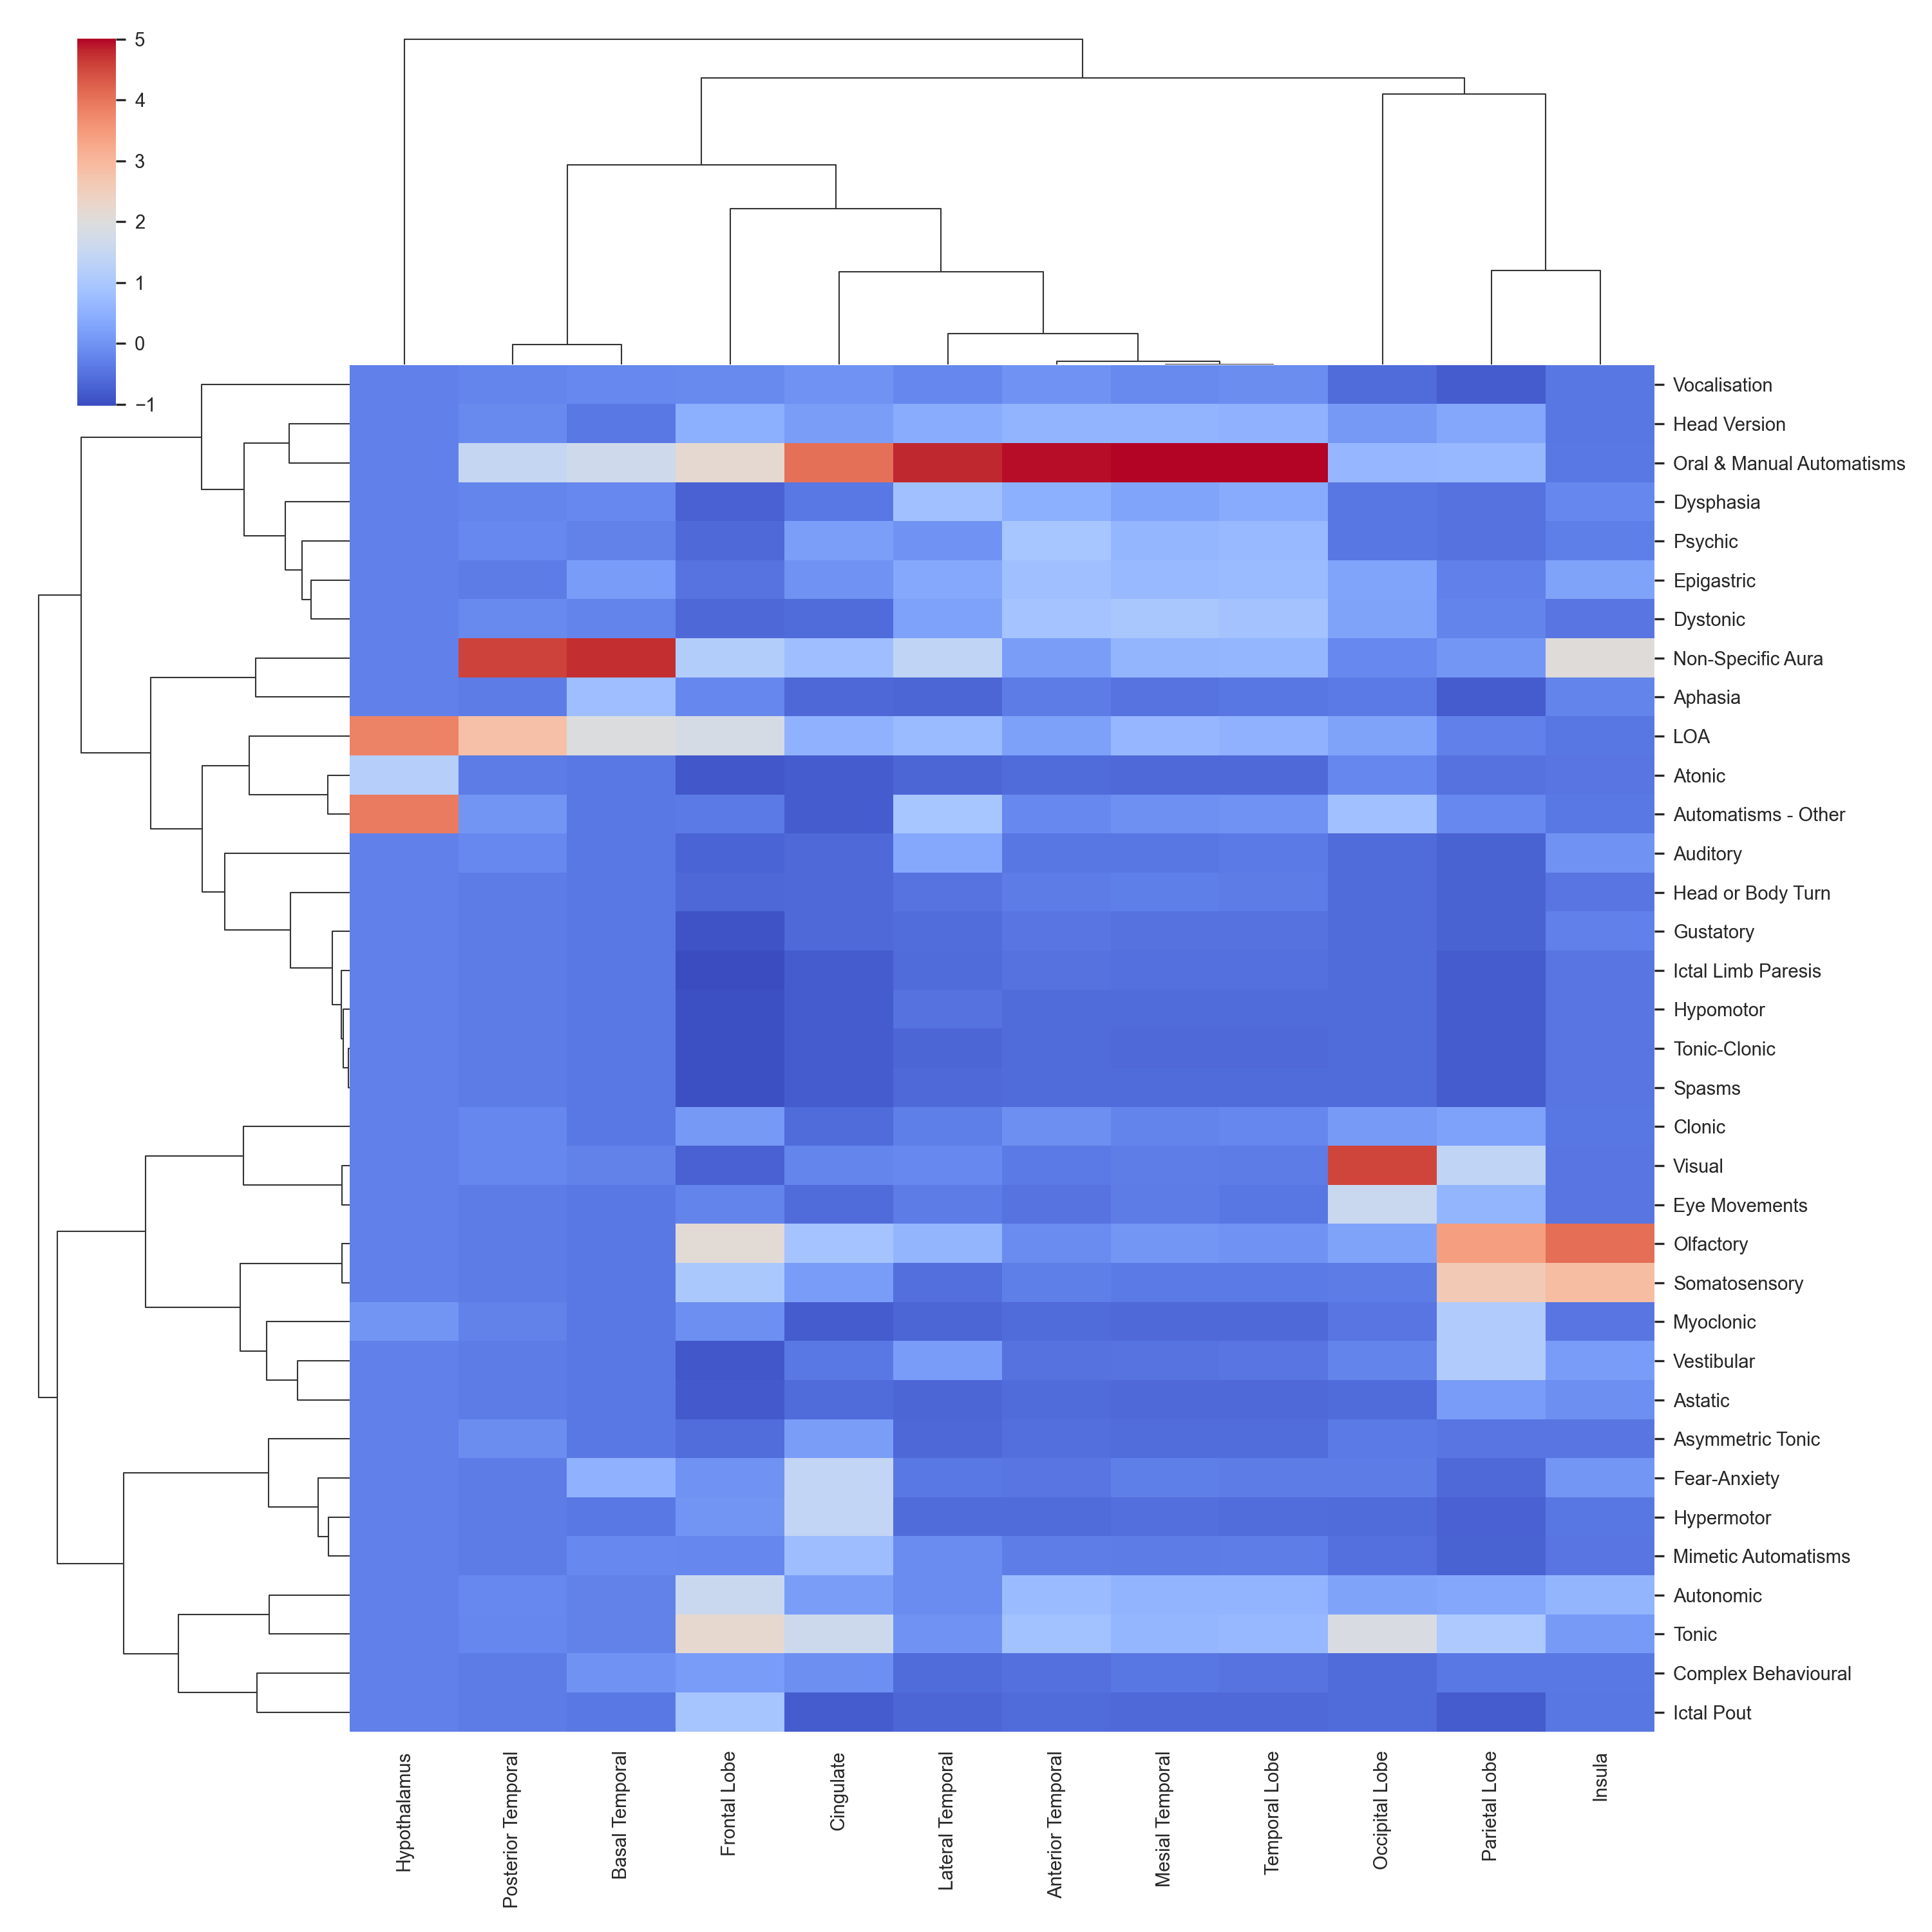 5
4
3
2
1
0
−1
Vocalisation
Head Version
Oral & Manual Automatisms
Dysphasia
Psychic
Epigastric
Dystonic
Non-Specific Aura
Aphasia
LOA
Atonic
Automatisms - Other
Auditory
Head or Body Turn
Gustatory
Ictal Limb Paresis
Hypomotor
Tonic-Clonic
Spasms
Clonic
Visual
Eye Movements
Olfactory
Somatosensory
Myoclonic
Vestibular
Astatic
Asymmetric Tonic
Fear-Anxiety
Hypermotor
Mimetic Automatisms
Autonomic
Tonic
Complex Behavioural
Ictal Pout
Hypothalamus
Posterior Temporal
Basal Temporal
Frontal Lobe
Cingulate
Lateral Temporal
Anterior Temporal
Mesial Temporal
Temporal Lobe
Occipital Lobe
Parietal Lobe
Insula